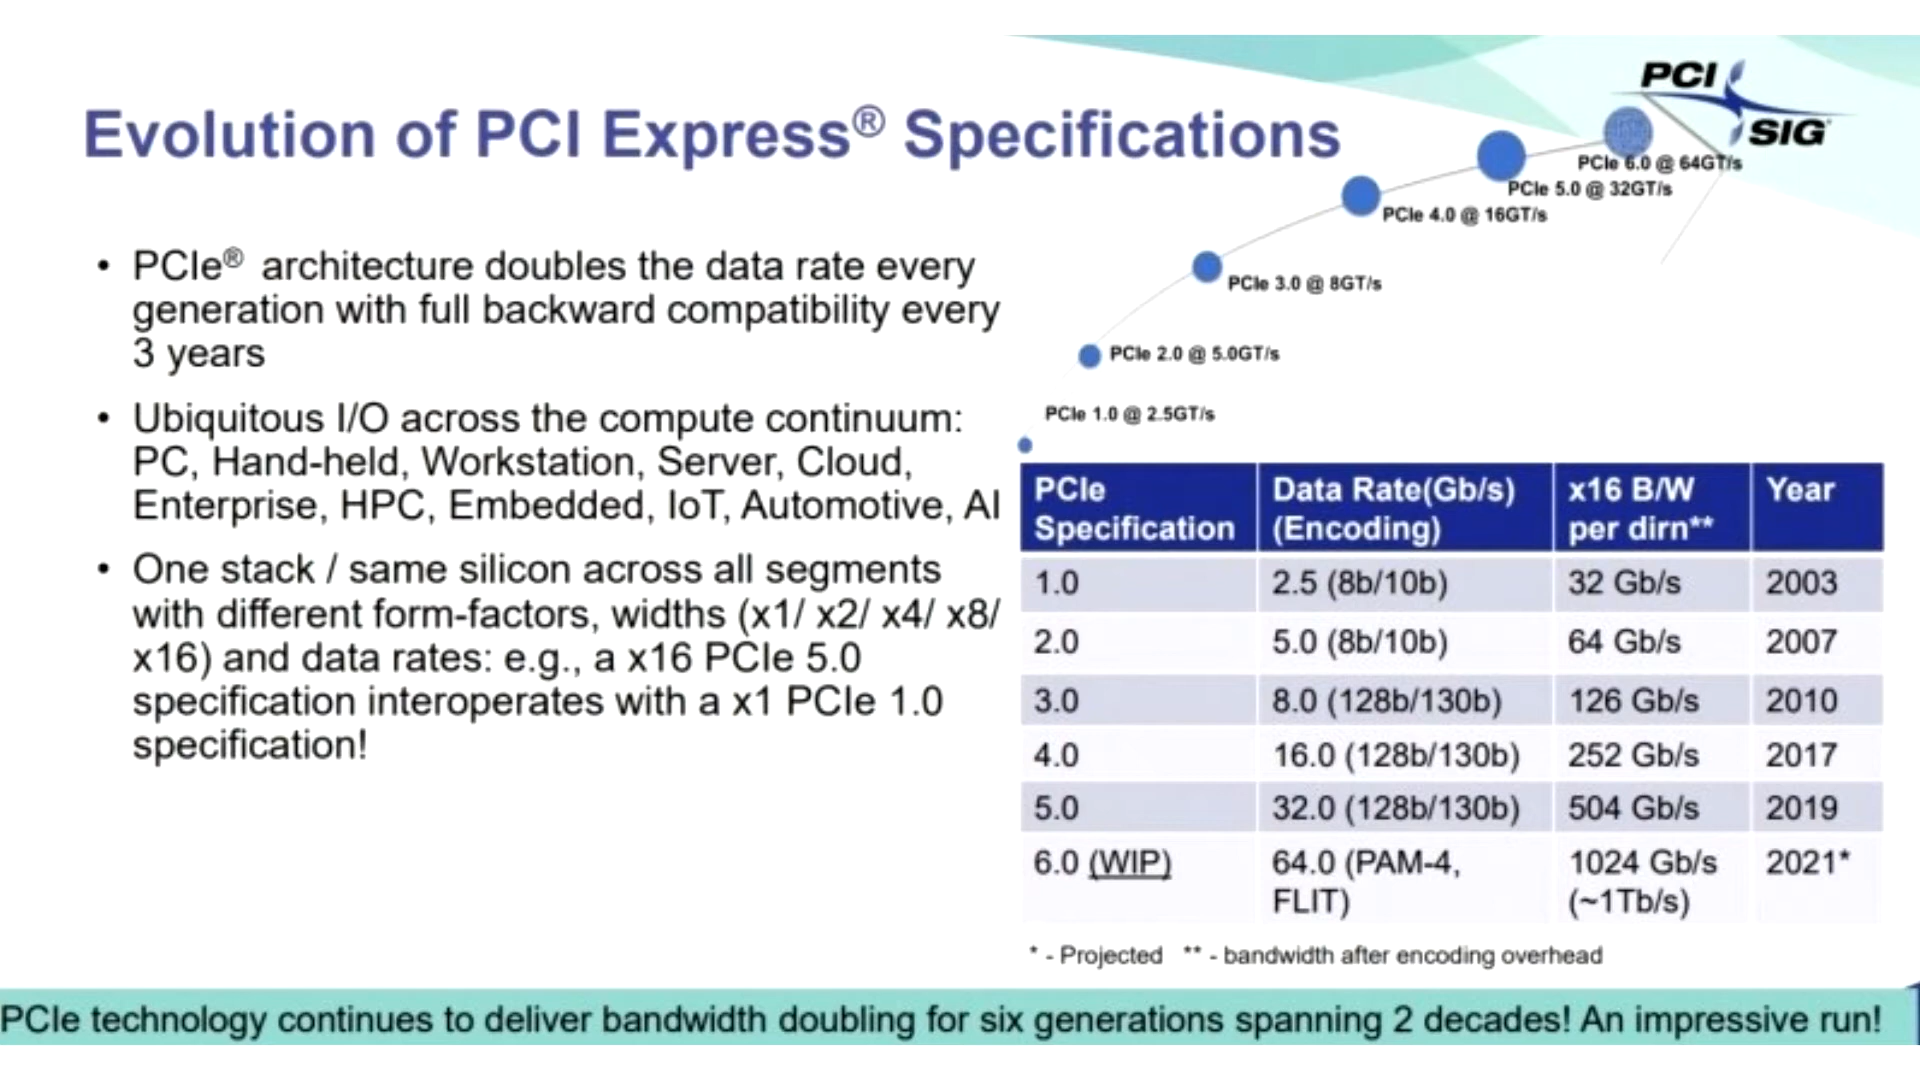 PCI
SIG
Evolution of PCI Express® Specifications
PCIe 6.0 @ 64GT/s
PCIe 5.0 @ 32GT/s
PCIe 4.0 @ 16GT/s
PCIe 3.0 @ 8GT/s
PCIe 2.0 @ 5.0GT/s
PCIe 1.0 @ 2.5GT/s
• PCIe® architecture doubles the data rate every
generation with full backward compatibility every
3 years
• Ubiquitous I/O across the compute continuum:
PC, Hand-held, Workstation, Server, Cloud,
Enterprise, HPC, Embedded, IoT, Automotive, AI
• One stack / same silicon across all segments
with different form-factors, widths (x1/ x2/ x4/ x8/
x16) and data rates: e.g., a x16 PCIe 5.0
specification interoperates with a x1 PCIe 1.0
specification!
PCIe Specification Data Rate(Gb/s) (Encoding) x16 B/W per dirn** Year
1.0 2.5 (8b/10b) 32 Gb/s 2003
2.0 5.0 (8b/10b) 64 Gb/s 2007
3.0 8.0 (128b/130b) 126 Gb/s 2010
4.0 16.0 (128b/130b) 252 Gb/s 2017
5.0 32.0 (128b/130b) 504 Gb/s 2019
6.0 (WIP) 64.0 (PAM-4, FLIT) 1024 Gb/s (~1Tb/s) 2021*
* - Projected ** - bandwidth after encoding overhead
PCIe technology continues to deliver bandwidth doubling for six generations spanning 2 decades! An impressive run!